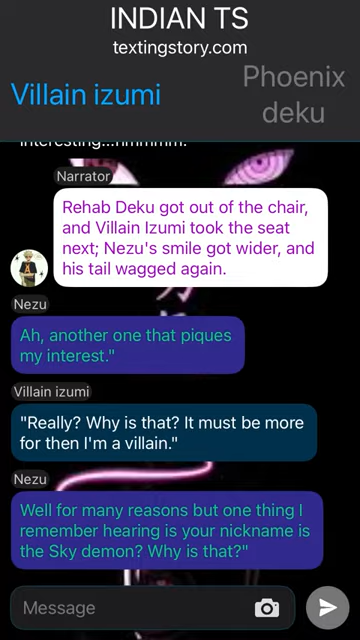 INDIAN TS
textingstory.com
Villain izumi
Phoenix
deku
interesting...hmmmm.
Narrator
Rehab Deku got out of the chair,
and Villain Izumi took the seat
next; Nezu's smile got wider, and
his tail wagged again.
Nezu
Ah, another one that piques
my interest."
Villain izumi
"Really? Why is that? It must be more
for then I'm a villain."
Nezu
Well for many reasons but one thing I
remember hearing is your nickname is
the Sky demon? Why is that?"
Message